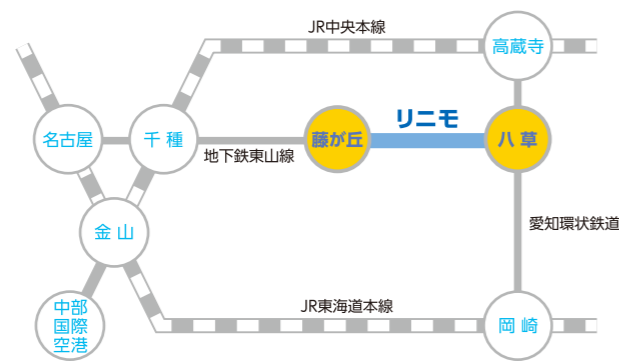 JR中央本線
高蔵寺
リニモ
名古屋
千種
藤が丘
八草
地下鉄東山線
愛知環状鉄道
金山
中部
国際
空港
JR東海道本線
岡崎